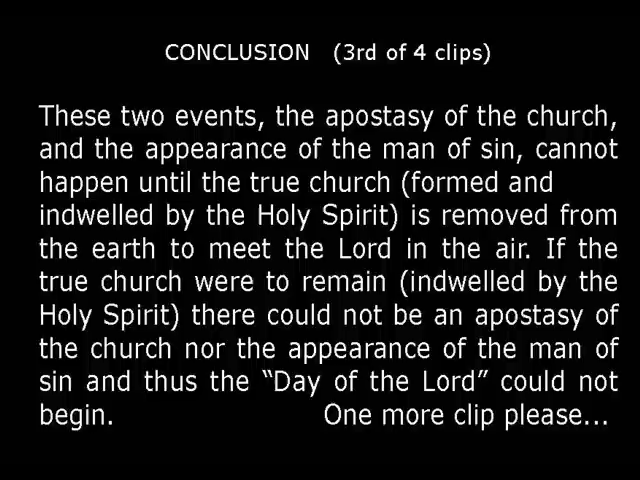 CONCLUSION (3rd of 4 clips)
These two events, the apostasy of the church,
and the appearance of the man of sin, cannot
happen until the true church (formed and
indwelled by the Holy Spirit) is removed from
the earth to meet the Lord in the air. If the
true church were to remain (indwelled by the
Holy Spirit) there could not be an apostasy of
the church nor the appearance of the man of
sin and thus the “Day of the Lord” could not
begin. One more clip please...